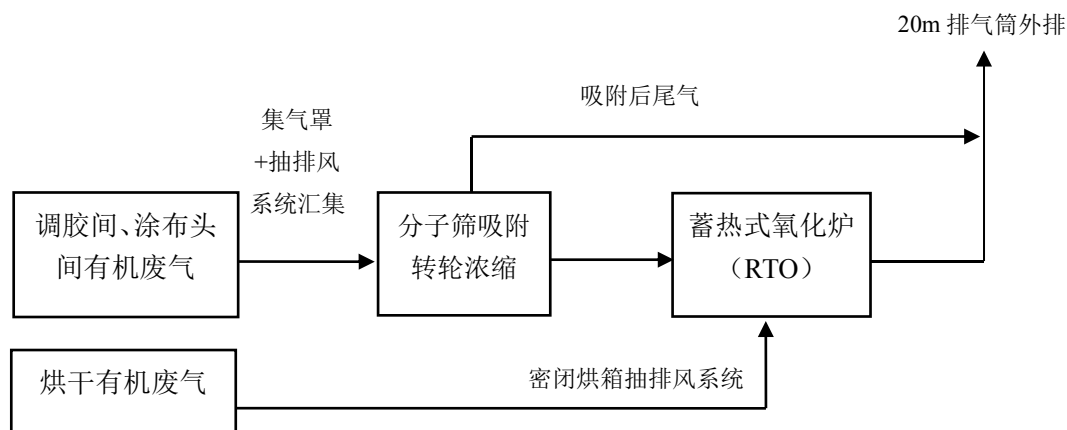 20m 排气筒外排
吸附后尾气
集气罩
+抽排风
系统汇集
调胶间、涂布头
间有机废气
分子筛吸附
转轮浓缩
蓄热式氧化炉
（RTO）
烘干有机废气
密闭烘箱抽排风系统